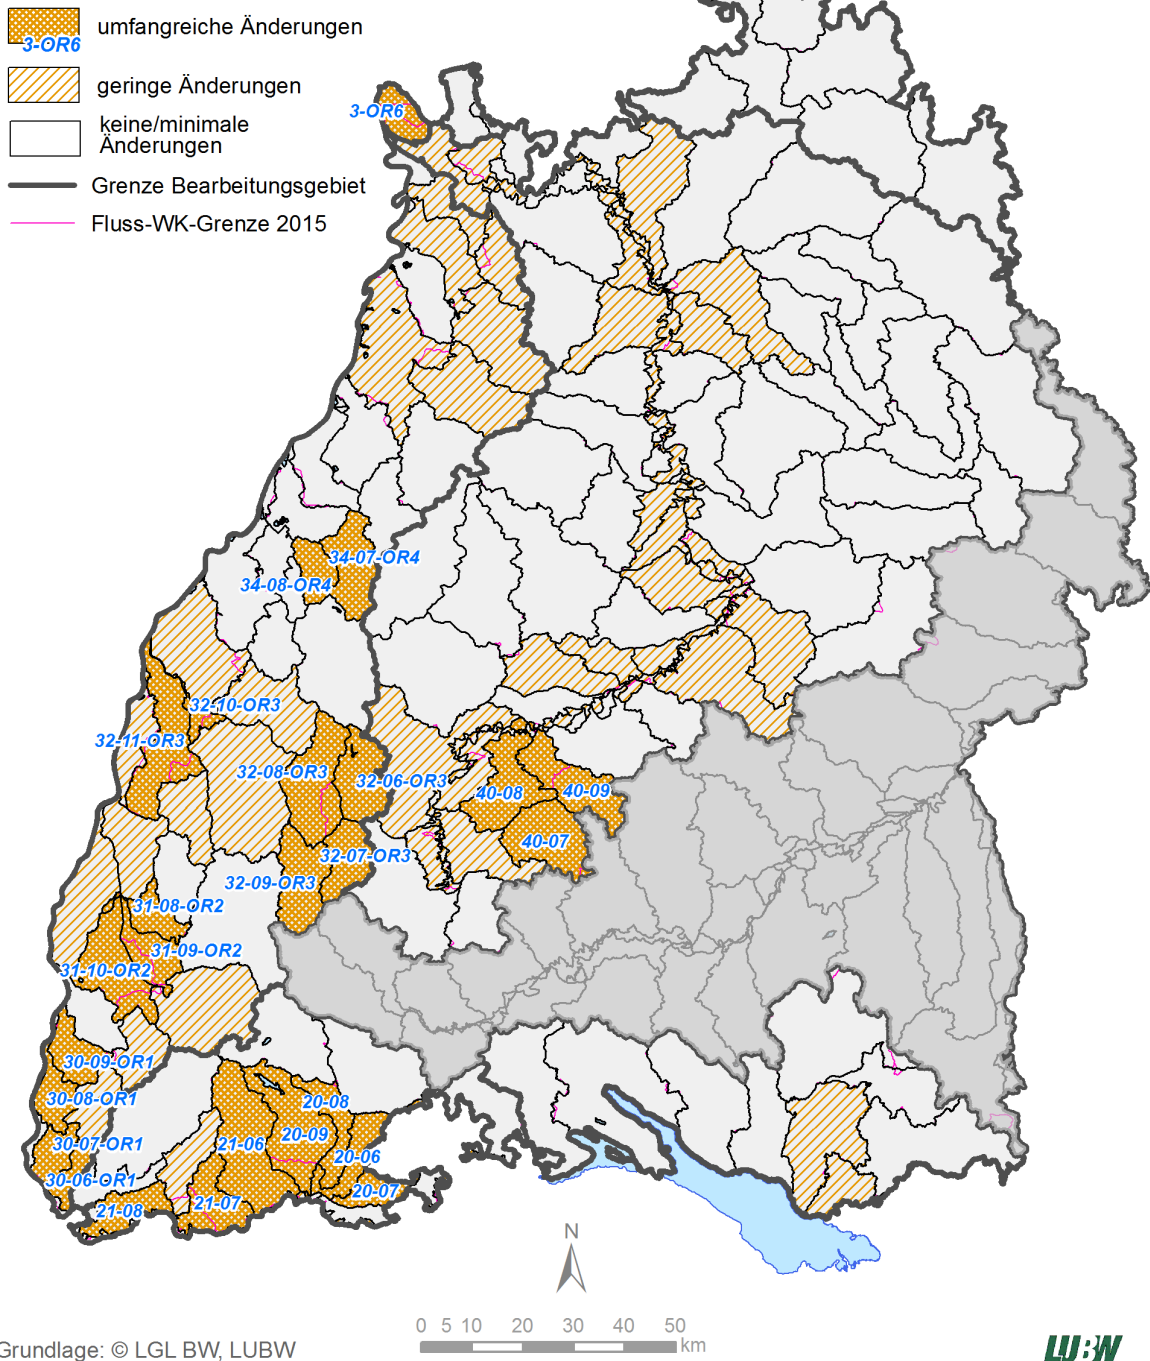 umfangreiche Änderungen
3-OR6
geringe Änderungen
keine/minimale
Änderungen
Grenze Bearbeitungsgebiet
Fluss-WK-Grenze 2015
3-OR6
34-07-OR4
34-08-OR4
32-10-OR3
32-11-OR3
32-08-OR3
32-06-OR3
40-08
40-09
40-07
32-07-OR3
32-09-OR3
31-08-OR2
31-09-OR2
31-10-OR2
30-09-OR1
30-08-OR1
20-08
20-09
30-07-OR1
21-06
20-06
30-06-OR1
20-07
21-07
21-08
N
0 5 10 20 30 40 50
km
Grundlage: © LGL BW, LUBW
LUBW